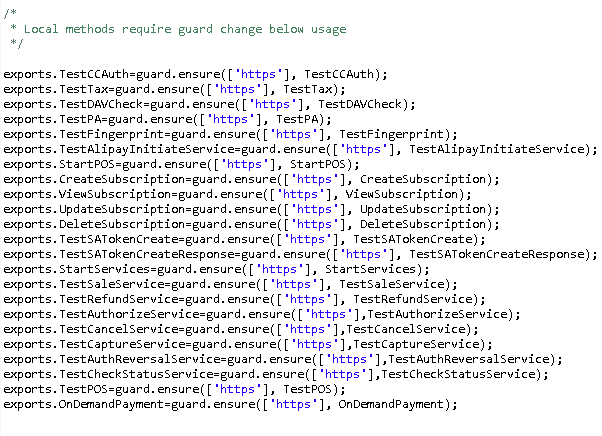 /*
 * Local methods require guard change below usage
 */
exports.TestCCAuth=guard.ensure(['https'], TestCCAuth);
exports.TestTax=guard.ensure(['https'], TestTax);
exports.TestDAVCheck=guard.ensure(['https'], TestDAVCheck);
exports.TestPA=guard.ensure(['https'], TestPA);
exports.TestFingerprint=guard.ensure(['https'], TestFingerprint);
exports.TestAlipayInitiateService=guard.ensure(['https'], TestAlipayInitiateService);
exports.StartPOS=guard.ensure(['https'], StartPOS);
exports.CreateSubscription=guard.ensure(['https'], CreateSubscription);
exports.ViewSubscription=guard.ensure(['https'], ViewSubscription);
exports.UpdateSubscription=guard.ensure(['https'], UpdateSubscription);
exports.DeleteSubscription=guard.ensure(['https'], DeleteSubscription);
exports.TestSATokenCreate=guard.ensure(['https'], TestSATokenCreate);
exports.TestSATokenCreateResponse=guard.ensure(['https'], TestSATokenCreateResponse);
exports.StartServices=guard.ensure(['https'], StartServices);
exports.TestSaleService=guard.ensure(['https'], TestSaleService);
exports.TestRefundService=guard.ensure(['https'], TestRefundService);
exports.TestAuthorizeService=guard.ensure(['https'],TestAuthorizeService);
exports.TestCancelService=guard.ensure(['https'],TestCancelService);
exports.TestCaptureService=guard.ensure(['https'],TestCaptureService);
exports.TestAuthReversalService=guard.ensure(['https'],TestAuthReversalService);
exports.TestCheckStatusService=guard.ensure(['https'],TestCheckStatusService);
exports.TestPOS=guard.ensure(['https'], TestPOS);
exports.OnDemandPayment=guard.ensure(['https'], OnDemandPayment);